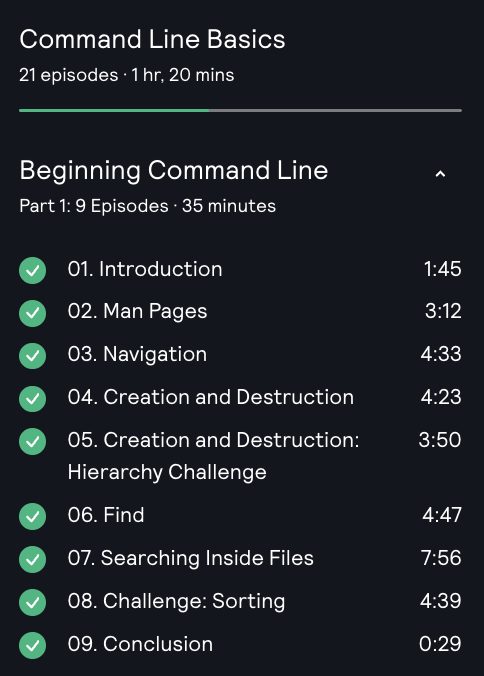 Command Line Basics
21 episodes · 1 hr, 20 mins
Beginning Command Line
Part 1: 9 Episodes · 35 minutes
01. Introduction 1:45
02. Man Pages 3:12
03. Navigation 4:33
04. Creation and Destruction 4:23
05. Creation and Destruction: 3:50
Hierarchy Challenge
06. Find 4:47
07. Searching Inside Files 7:56
08. Challenge: Sorting 4:39
09. Conclusion 0:29